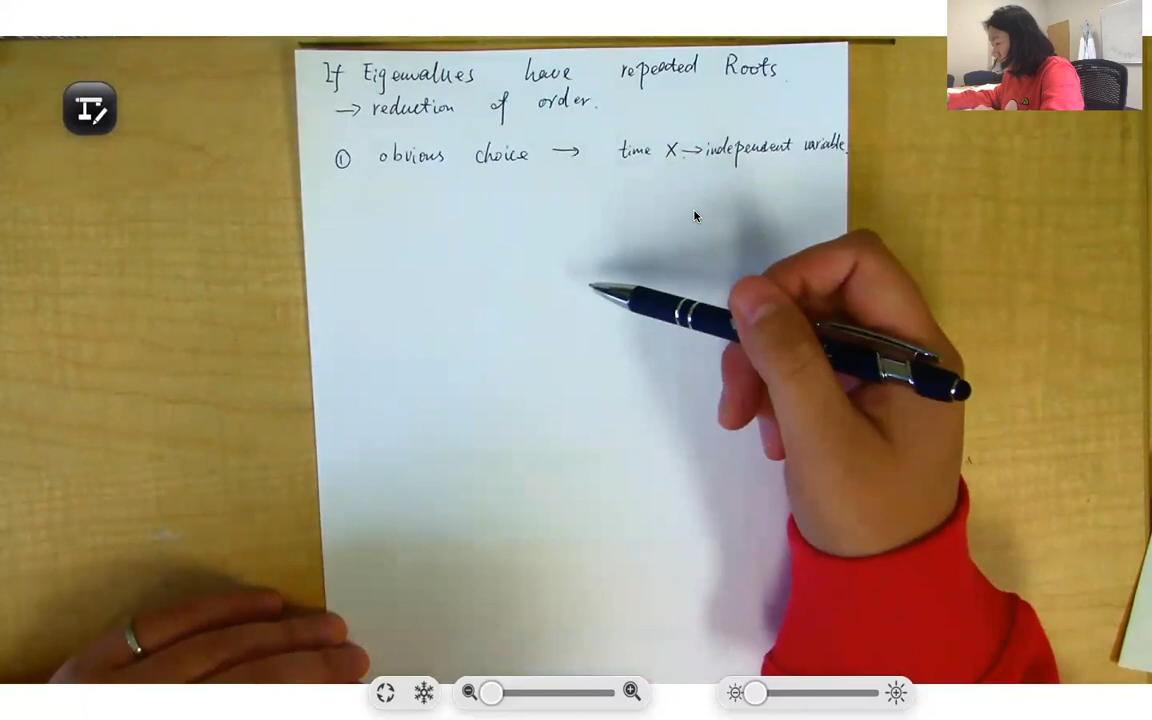 If Eigenvalues have repeated Roots.
→ reduction of order.
① obvious choice → time X → independent variable.